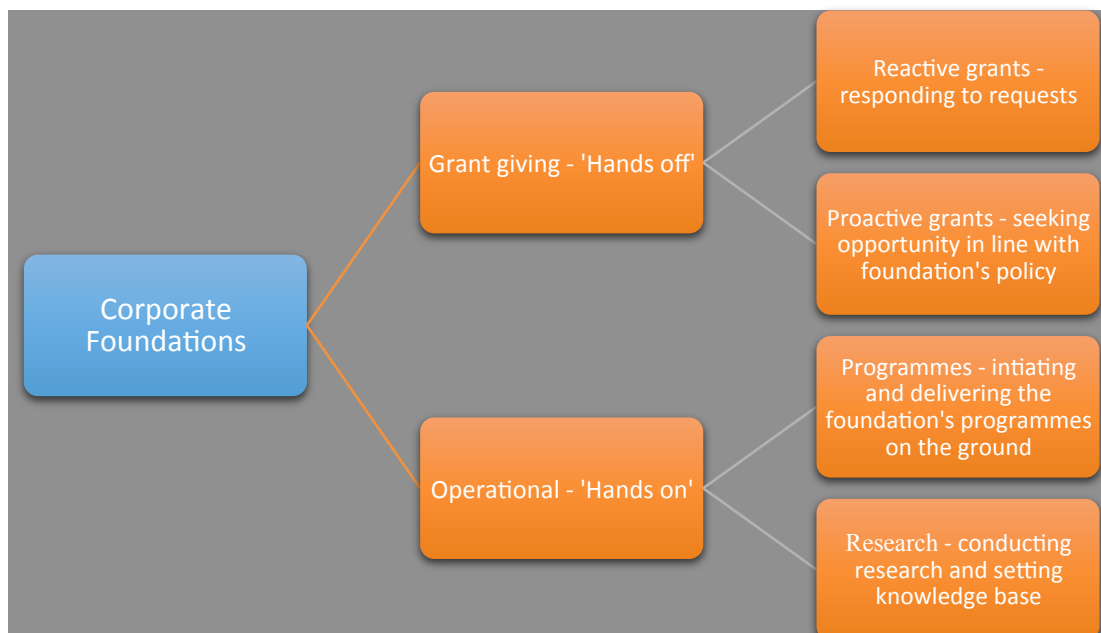 Corporate
Foundations
Grant giving - 'Hands off'
Reactive grants -
responding to requests
Proactive grants - seeking
opportunity in line with
foundation's policy
Operational - 'Hands on'
Programmes - intiating
and delivering the
foundation's programmes
on the ground
Research - conducting
research and setting
knowledge base